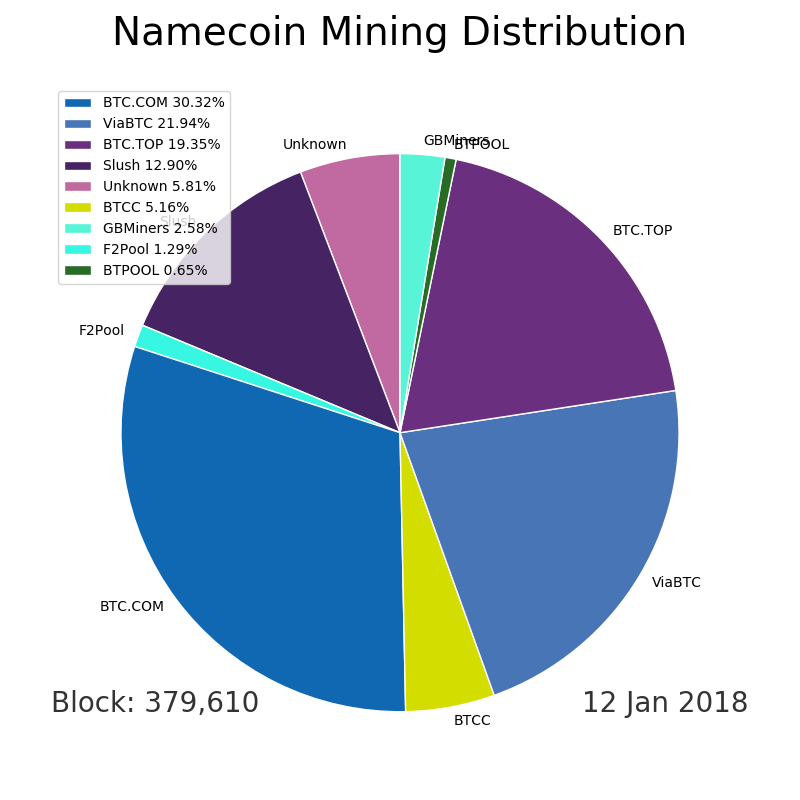 Namecoin Mining Distribution
BTC.COM 30.32%
ViaBTC 21.94%
BTC.TOP 19.35%
Slush 12.90%
Unknown 5.81%
BTCC 5.16%
GBMiners 2.58%
F2Pool 1.29%
BTPOOL 0.65%
Unknown
GBMiners
BTPOOL
Slush
BTC.TOP
F2Pool
ViaBTC
BTC.COM
BTCC
Block: 379,610
12 Jan 2018